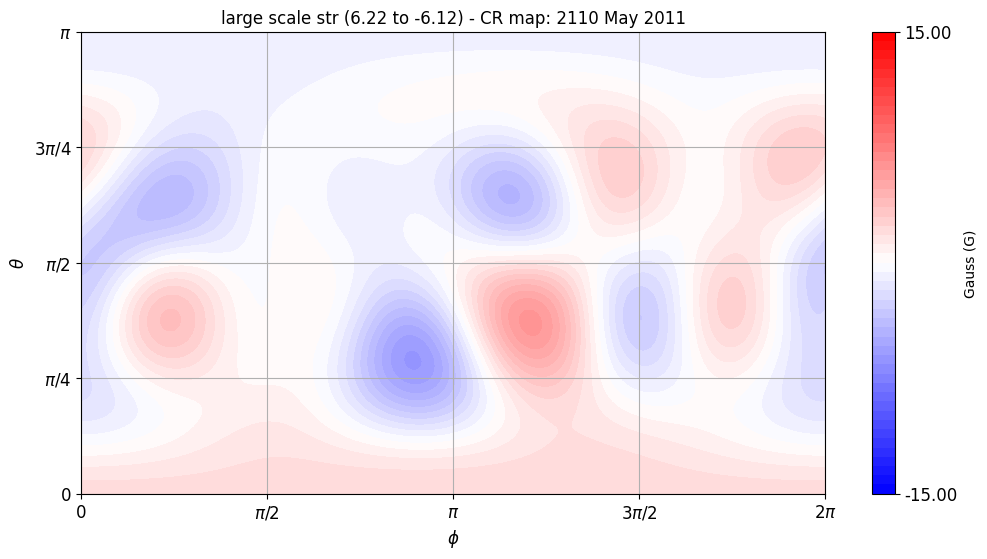 large scale str (6.22 to -6.12) - CR map: 2110 May 2011
π
3π/4
π/2
π/4
0
θ
0
π/2
π
3π/2
2π
ϕ
15.00
-15.00
Gauss (G)